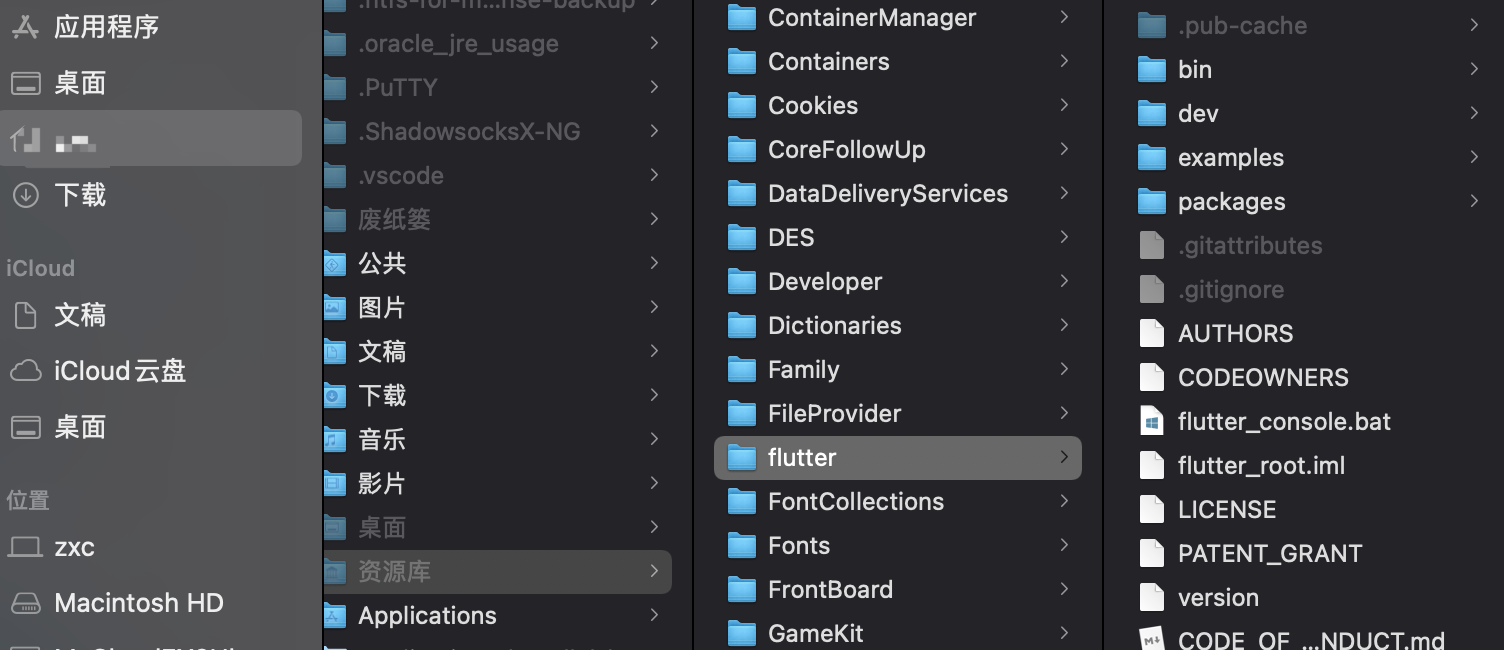 应用程序
桌面
下载
iCloud
文稿
iCloud云盘
桌面
位置
zxc
Macintosh HD
.oracle_jre_usage
.PuTTY
.ShadowsocksX-NG
.vscode
废纸篓
公共
图片
文稿
下载
音乐
影片
桌面
资源库
Applications
ContainerManager
Containers
Cookies
CoreFollowUp
DataDeliveryServices
DES
Developer
Dictionaries
Family
FileProvider
flutter
FontCollections
Fonts
FrontBoard
GameKit
.pub-cache
bin
dev
examples
packages
.gitattributes
.gitignore
AUTHORS
CODEOWNERS
flutter_console.bat
flutter_root.iml
LICENSE
PATENT_GRANT
version
CODE_OF_...NDUCT.md